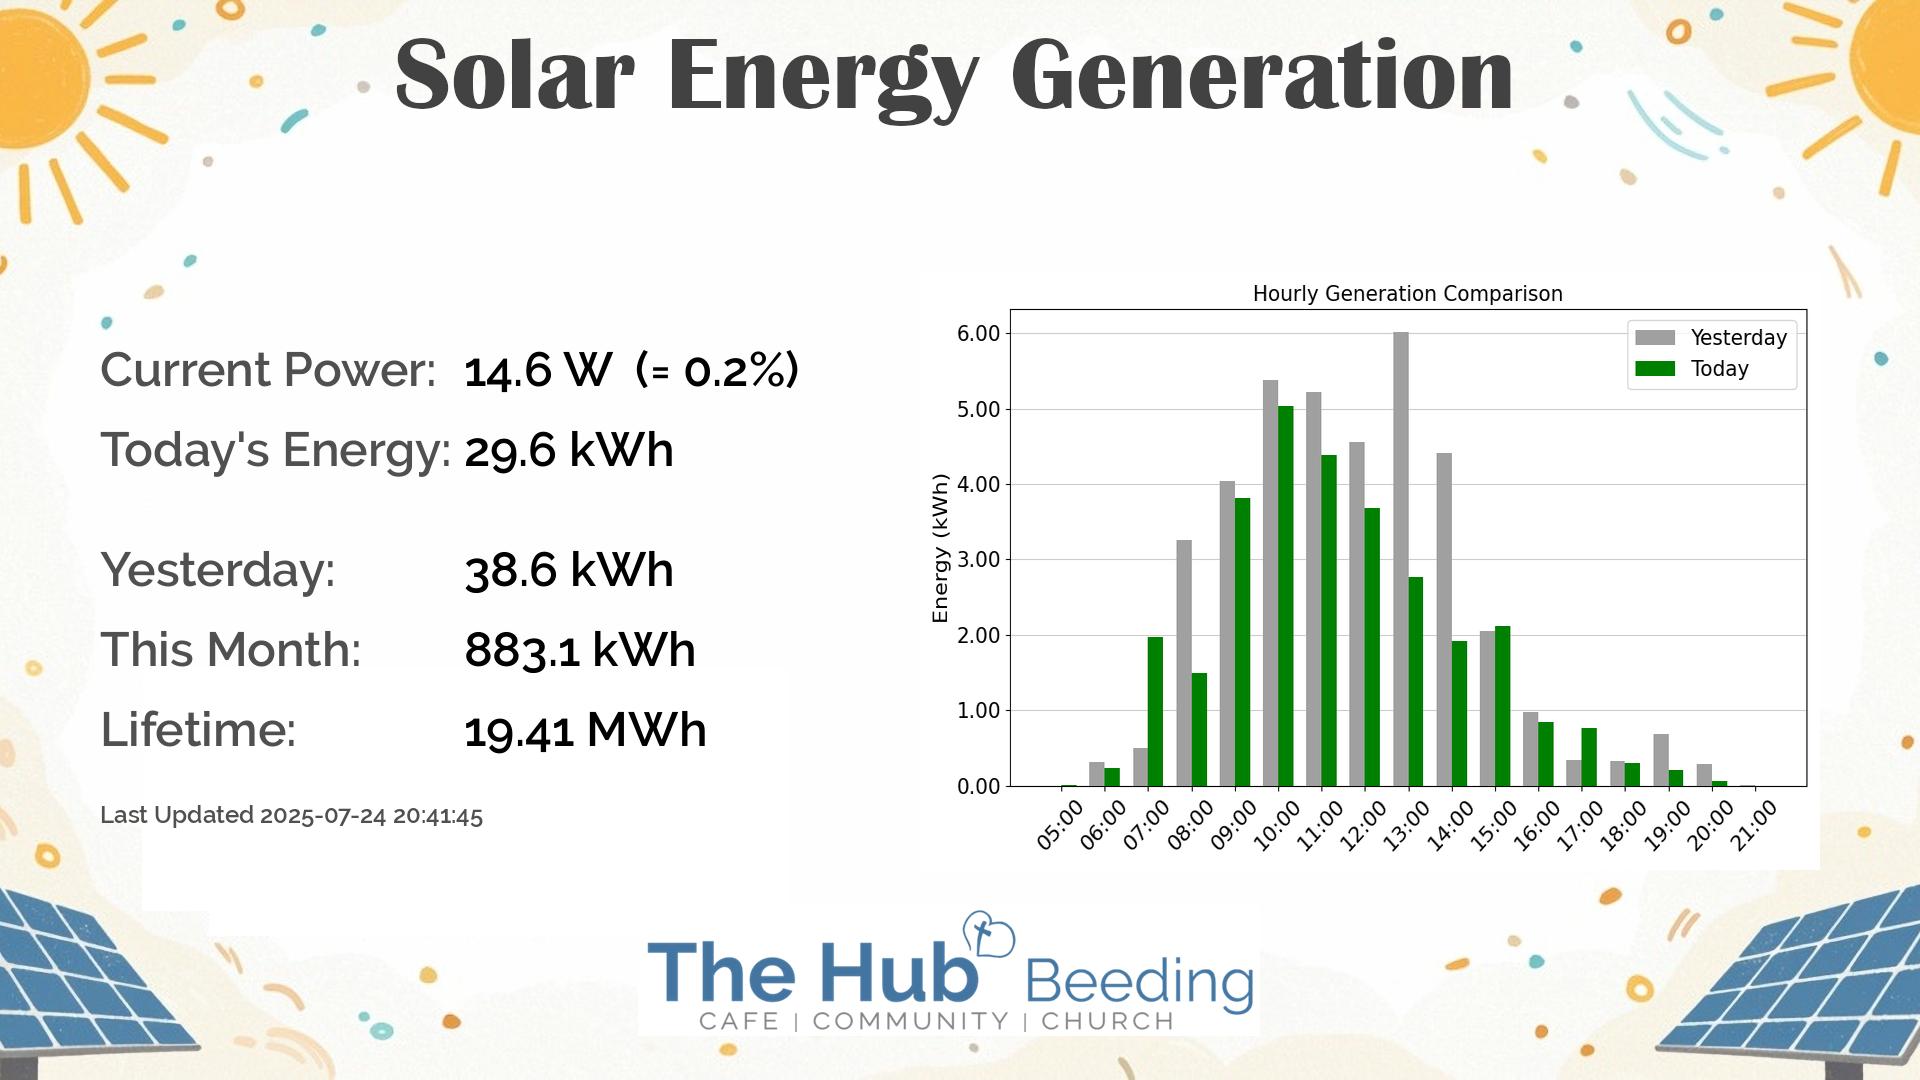 Solar Energy Generation
Current Power: 14.6 W (= 0.2%)
Today's Energy: 29.6 kWh
Yesterday: 38.6 kWh
This Month: 883.1 kWh
Lifetime: 19.41 MWh
Last Updated 2025-07-24 20:41:45
Hourly Generation Comparison
Yesterday
Today
Energy (kWh)
6.00
5.00
4.00
3.00
2.00
1.00
0.00
05:00 06:00 07:00 08:00 09:00 10:00 11:00 12:00 13:00 14:00 15:00 16:00 17:00 18:00 19:00 20:00 21:00
The Hub Beeding
CAFE | COMMUNITY | CHURCH